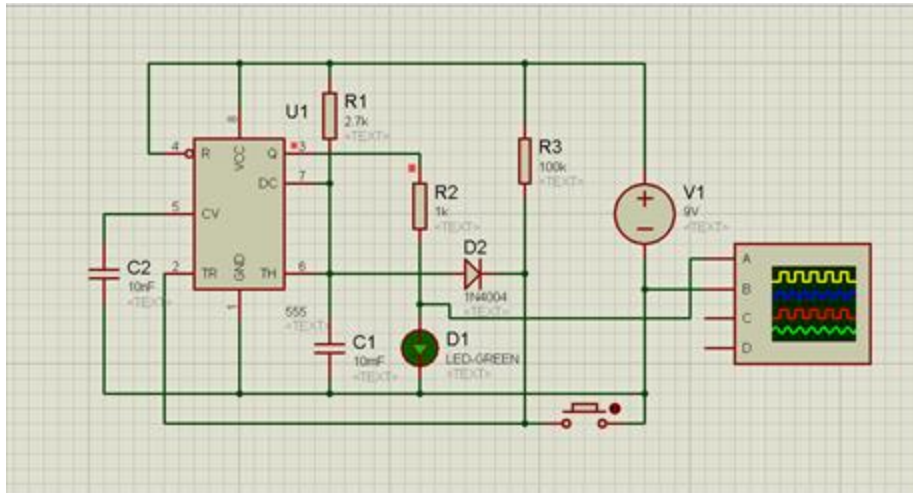 U1
R1
2.7k
<TEXT>
4
R
VCC
8
Q
3
DC
7
5
CV
2
TR
GND
1
TH
6
555
<TEXT>
C2
10nF
<TEXT>
C1
10mF
<TEXT>
R2
1k
<TEXT>
D2
1N4004
<TEXT>
D1
LED-GREEN
<TEXT>
R3
100k
<TEXT>
V1
9V
<TEXT>
A
B
C
D